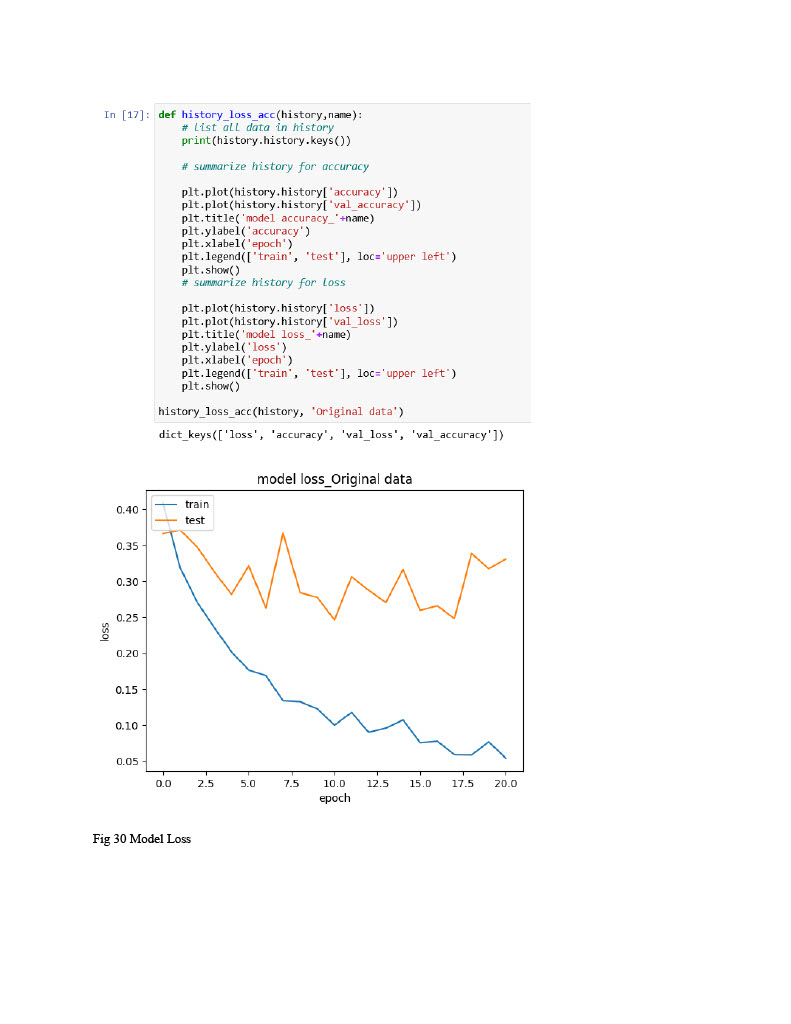 In [17]: def history_loss_acc(history,name):
# list all data in history
print(history.history.keys())
# summarize history for accuracy
plt.plot(history.history['accuracy'])
plt.plot(history.history['val_accuracy'])
plt.title('model accuracy_'+name)
plt.ylabel('accuracy')
plt.xlabel('epoch')
plt.legend(['train', 'test'], loc='upper left')
plt.show()
# summarize history for loss
plt.plot(history.history['loss'])
plt.plot(history.history['val_loss'])
plt.title('model loss_'+name)
plt.ylabel('loss')
plt.xlabel('epoch')
plt.legend(['train', 'test'], loc='upper left')
plt.show()
history_loss_acc(history, 'Original data')
dict_keys(['loss', 'accuracy', 'val_loss', 'val_accuracy'])
model loss_Original data
train
test
0.40
0.35
0.30
0.25
0.20
0.15
0.10
0.05
loss
0.0 2.5 5.0 7.5 10.0 12.5 15.0 17.5 20.0
epoch
Fig 30 Model Loss